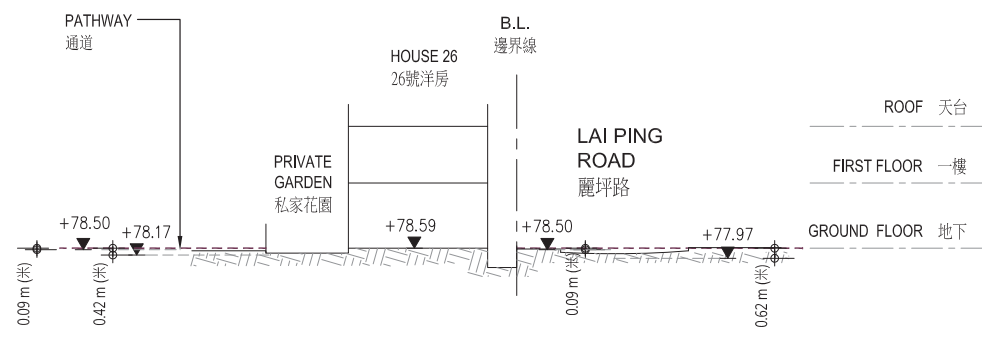 PATHWAY
通道
B.L.
邊界線
HOUSE 26
26號洋房
ROOF 天台
LAI PING
ROAD
麗坪路
PRIVATE
GARDEN
私家花園
FIRST FLOOR 一樓
+78.50
+78.17
+78.59
+78.50
+77.97
GROUND FLOOR 地下
0.09 m (米)
0.42 m (米)
0.09 m (米)
0.62 m (米)